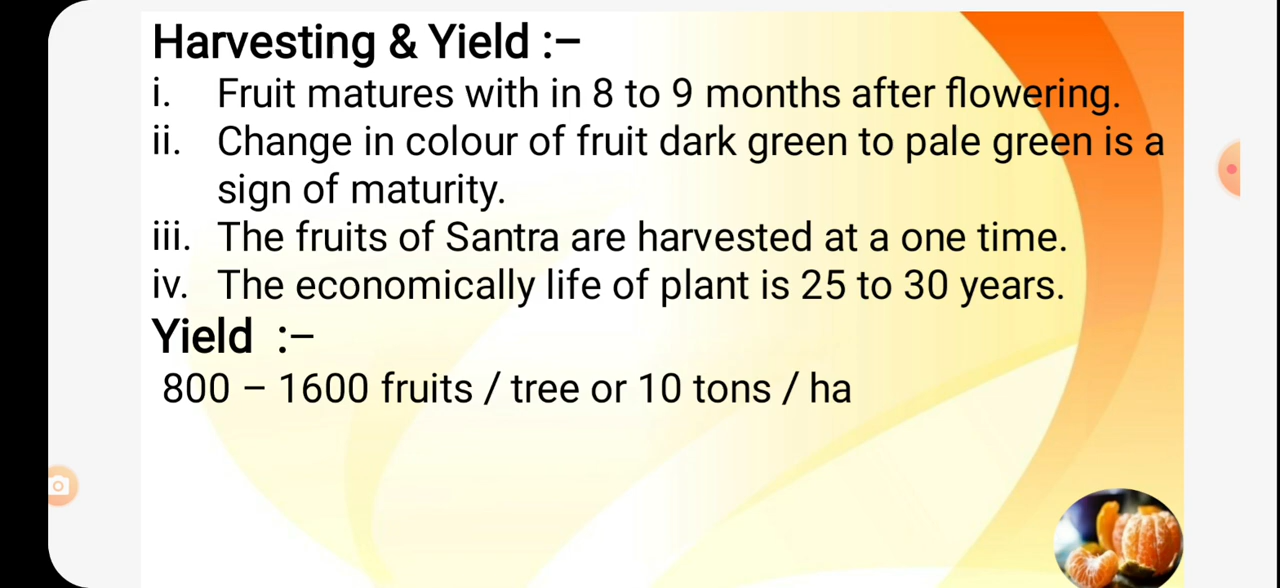 Harvesting & Yield :–
i. Fruit matures with in 8 to 9 months after flowering.
ii. Change in colour of fruit dark green to pale green is a
sign of maturity.
iii. The fruits of Santra are harvested at a one time.
iv. The economically life of plant is 25 to 30 years.
Yield :–
800 – 1600 fruits / tree or 10 tons / ha